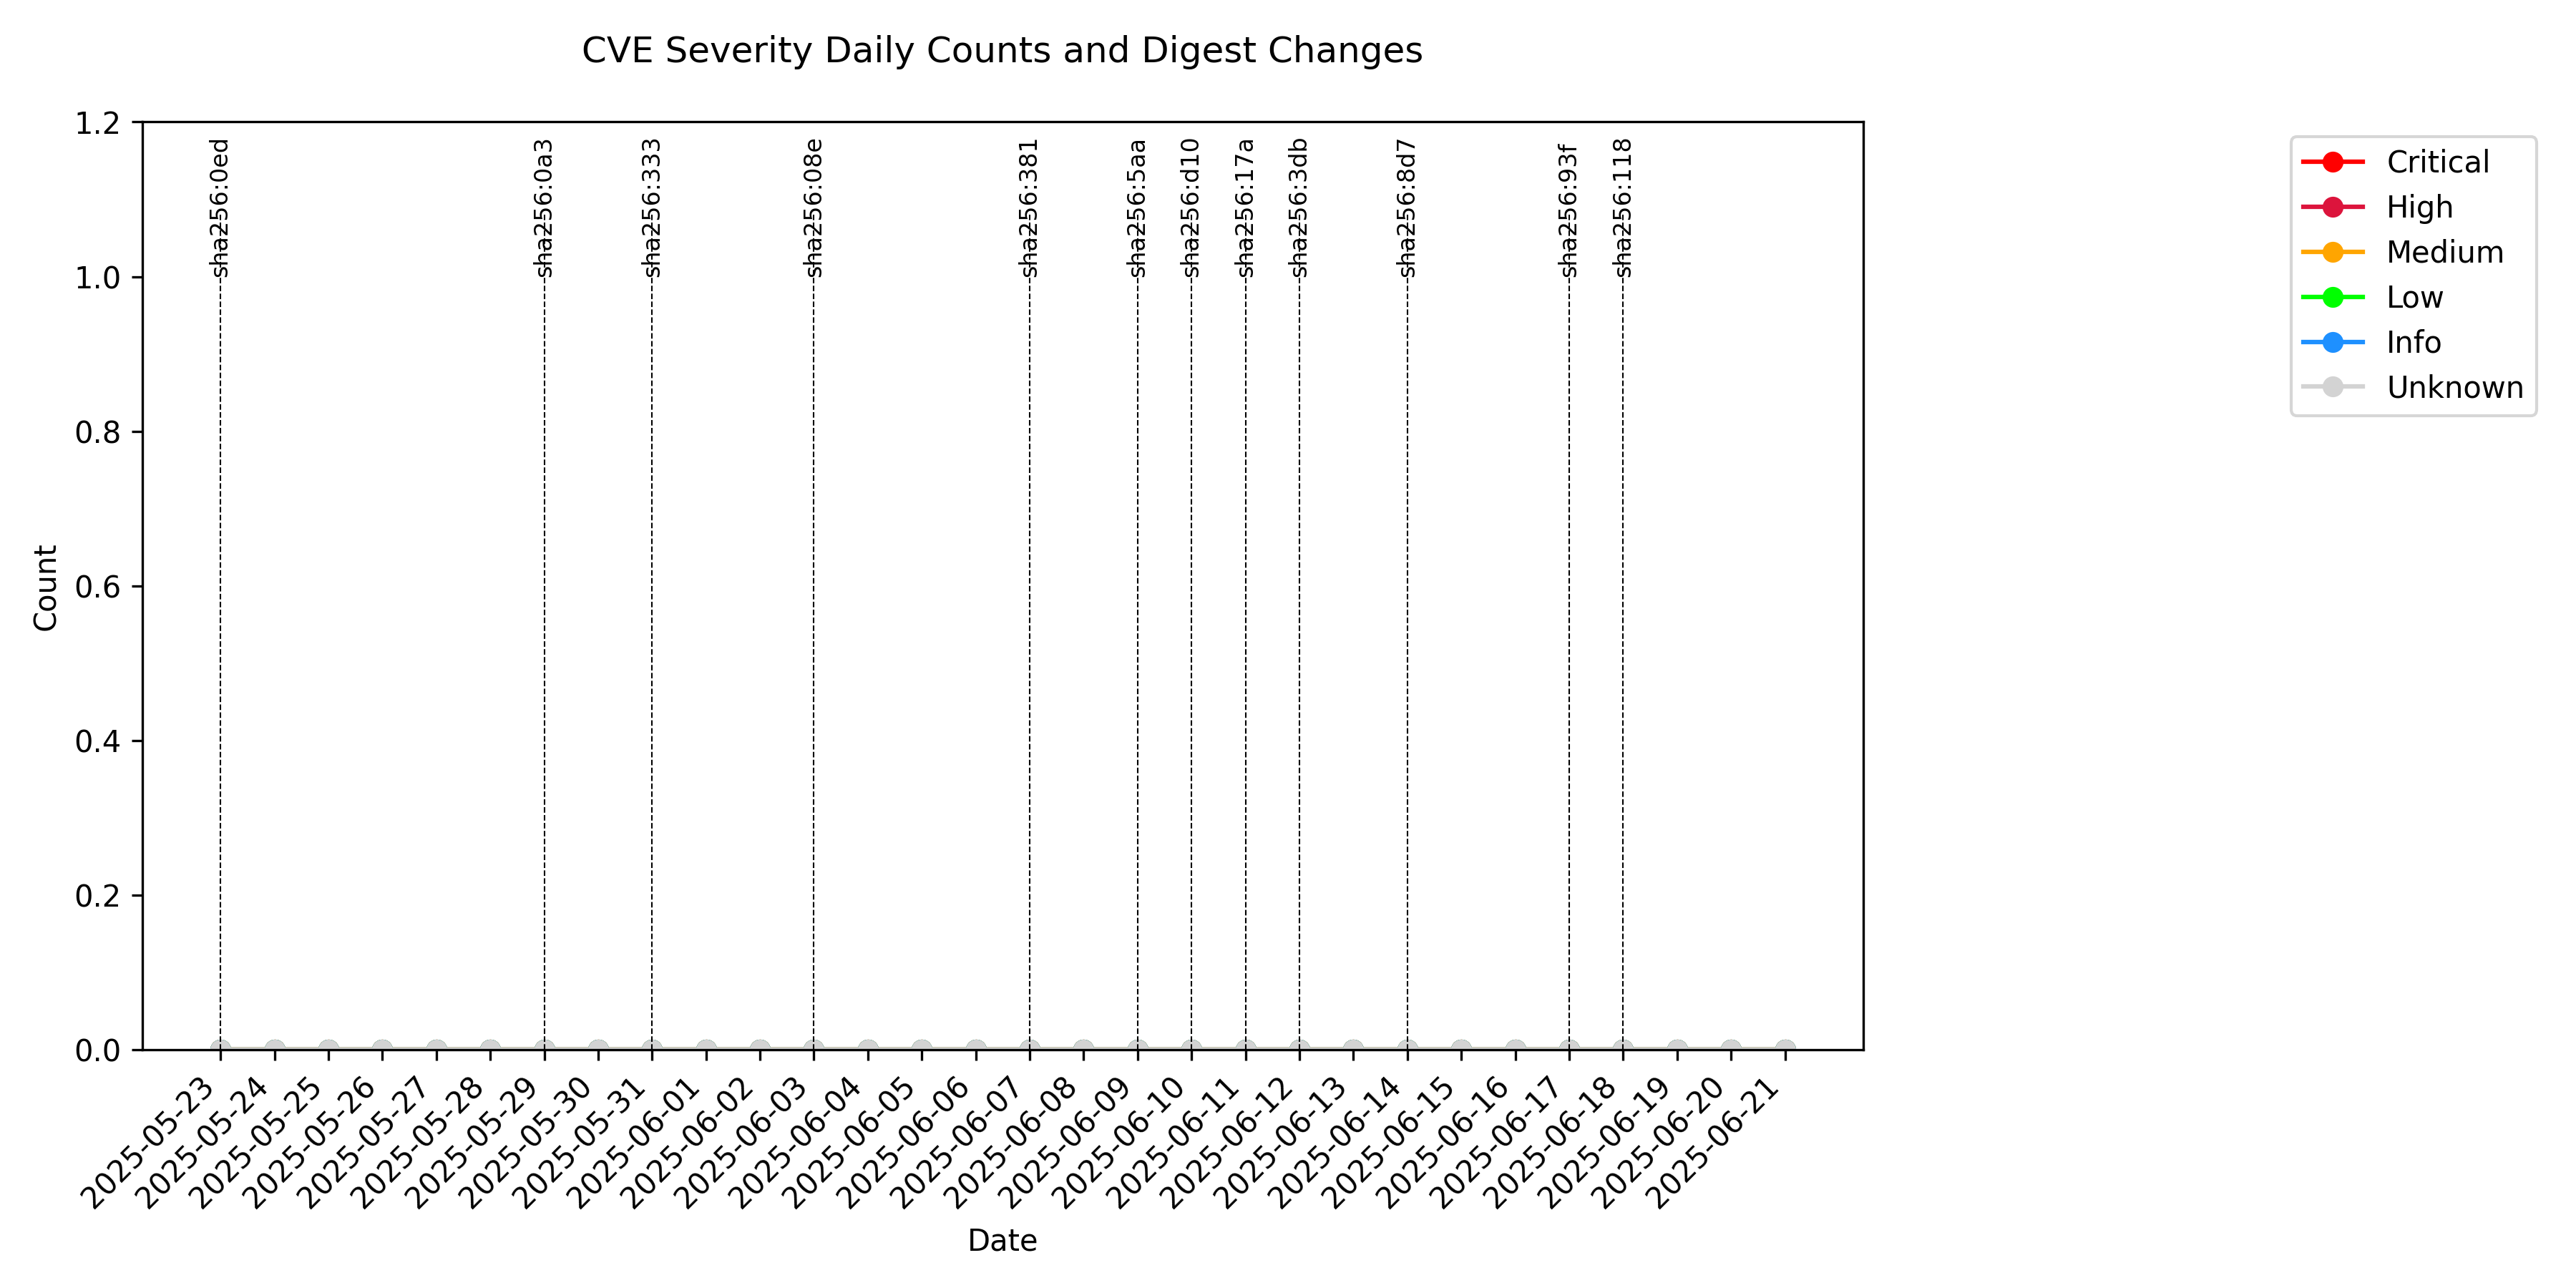 CVE Severity Daily Counts and Digest Changes
1.2
1.0
0.8
0.6
0.4
0.2
0.0
Count
sha256:0ed
sha256:0a3
sha256:333
sha256:08e
sha256:381
sha256:5aa
sha256:d10
sha256:17a
sha256:3db
sha256:8d7
sha256:93f
sha256:118
2025-05-23
2025-05-24
2025-05-25
2025-05-26
2025-05-27
2025-05-28
2025-05-29
2025-05-30
2025-05-31
2025-06-01
2025-06-02
2025-06-03
2025-06-04
2025-06-05
2025-06-06
2025-06-07
2025-06-08
2025-06-09
2025-06-10
2025-06-11
2025-06-12
2025-06-13
2025-06-14
2025-06-15
2025-06-16
2025-06-17
2025-06-18
2025-06-19
2025-06-20
2025-06-21
Date
Critical
High
Medium
Low
Info
Unknown